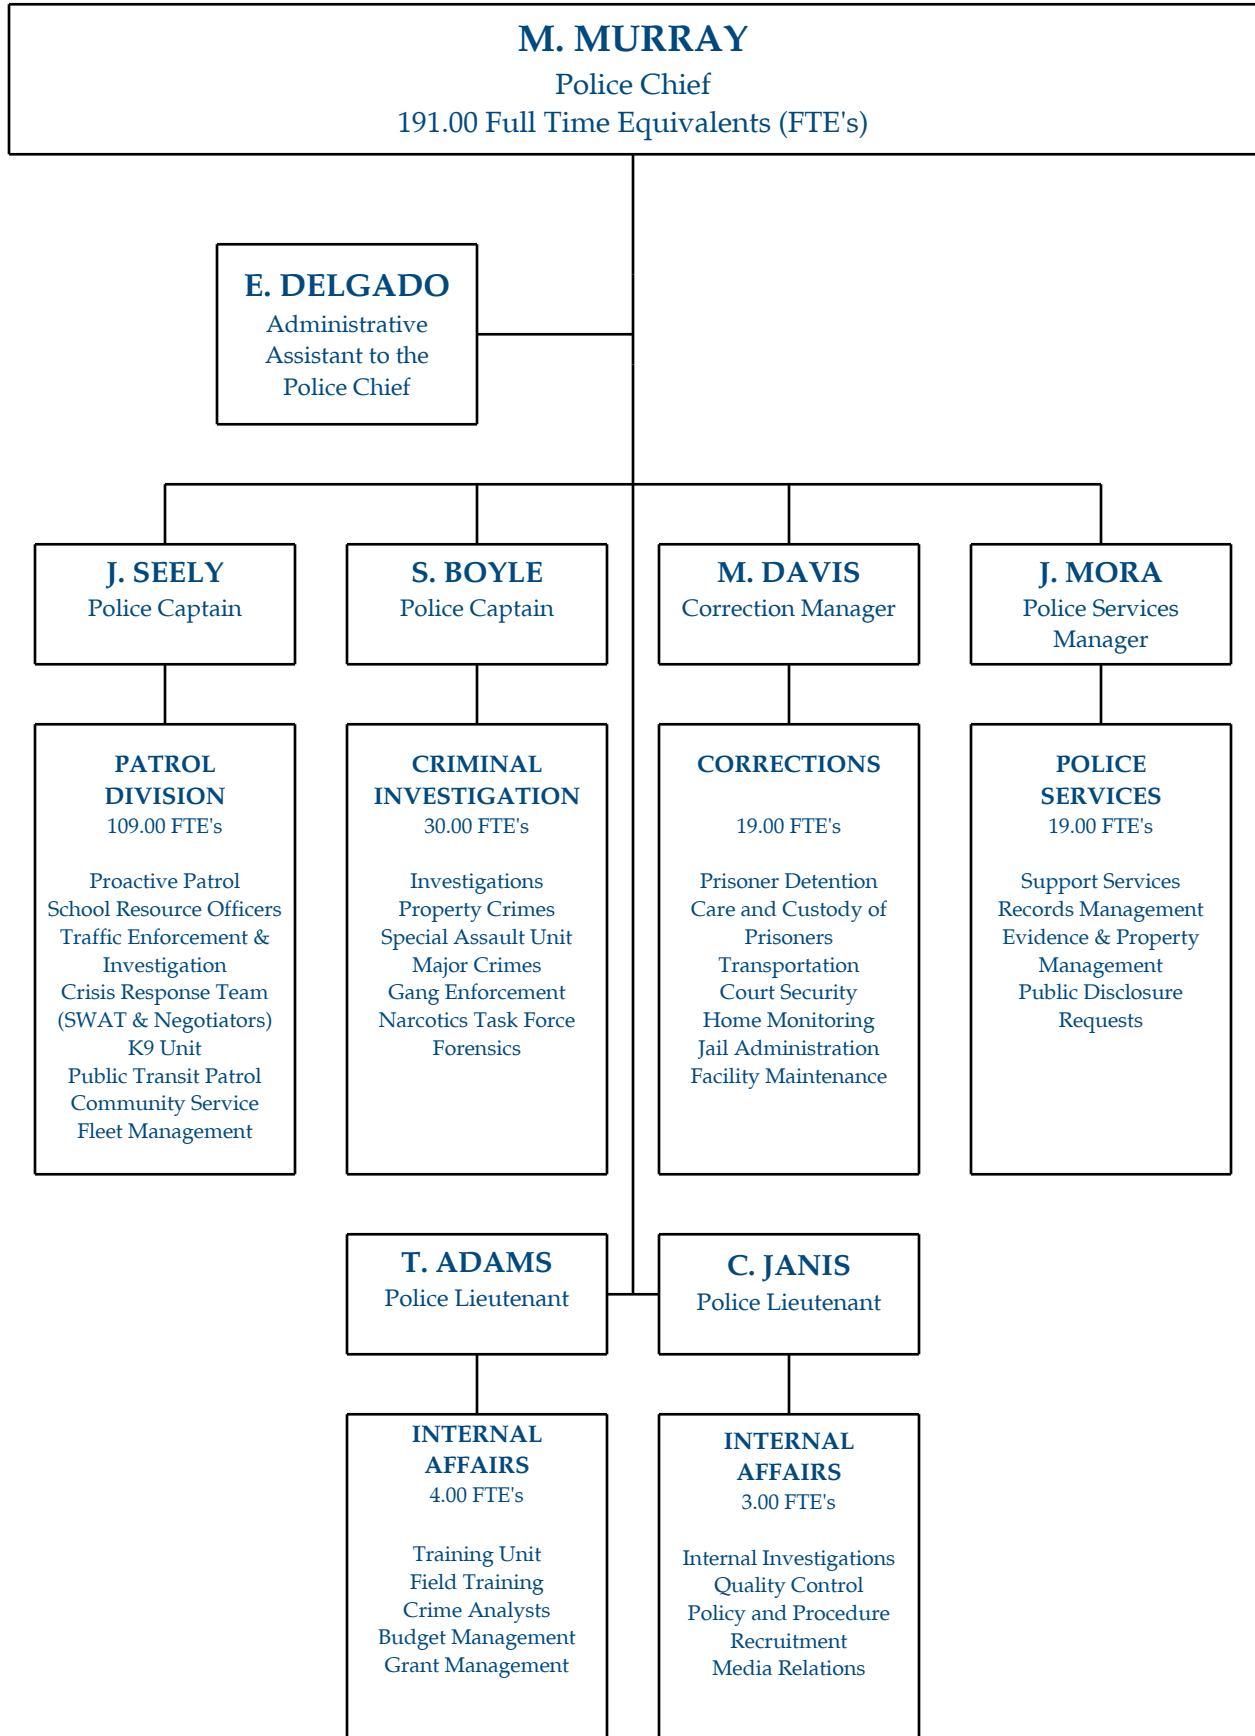 M. MURRAY
Police Chief
191.00 Full Time Equivalents (FTE's)
E. DELGADO
Administrative
Assistant to the
Police Chief
J. SEELY
Police Captain
S. BOYLE
Police Captain
M. DAVIS
Correction Manager
J. MORA
Police Services
Manager
PATROL
DIVISION
109.00 FTE's
Proactive Patrol
School Resource Officers
Traffic Enforcement &
Investigation
Crisis Response Team
(SWAT & Negotiators)
K9 Unit
Public Transit Patrol
Community Service
Fleet Management
CRIMINAL
INVESTIGATION
30.00 FTE's
Investigations
Property Crimes
Special Assault Unit
Major Crimes
Gang Enforcement
Narcotics Task Force
Forensics
CORRECTIONS
19.00 FTE's
Prisoner Detention
Care and Custody of
Prisoners
Transportation
Court Security
Home Monitoring
Jail Administration
Facility Maintenance
POLICE
SERVICES
19.00 FTE's
Support Services
Records Management
Evidence & Property
Management
Public Disclosure
Requests
T. ADAMS
Police Lieutenant
C. JANIS
Police Lieutenant
INTERNAL
AFFAIRS
4.00 FTE's
Training Unit
Field Training
Crime Analysts
Budget Management
Grant Management
INTERNAL
AFFAIRS
3.00 FTE's
Internal Investigations
Quality Control
Policy and Procedure
Recruitment
Media Relations